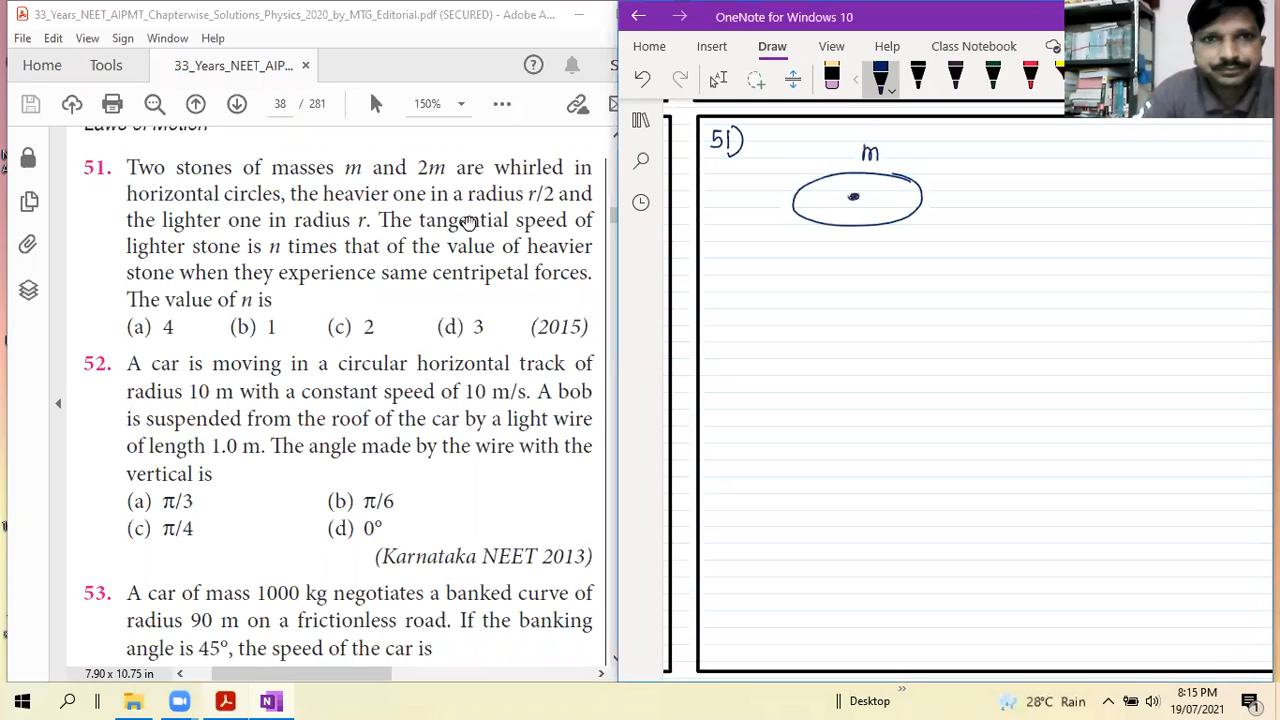 33_Years_NEET_AIPMT_Chapterwise_Solutions_Physics_2020_by_MTG_Editorial.pdf (SECURED) - Adobe A...
File Edit View Sign Window Help
Home Tools 33_Years_NEET_AIP... ×
38 / 281 150%
Laws of Motion
51. Two stones of masses m and 2m are whirled in
horizontal circles, the heavier one in a radius r/2 and
the lighter one in radius r. The tangential speed of
lighter stone is n times that of the value of heavier
stone when they experience same centripetal forces.
The value of n is
(a) 4 (b) 1 (c) 2 (d) 3 (2015)
52. A car is moving in a circular horizontal track of
radius 10 m with a constant speed of 10 m/s. A bob
is suspended from the roof of the car by a light wire
of length 1.0 m. The angle made by the wire with the
vertical is
(a) π/3 (b) π/6
(c) π/4 (d) 0°
(Karnataka NEET 2013)
53. A car of mass 1000 kg negotiates a banked curve of
radius 90 m on a frictionless road. If the banking
angle is 45°, the speed of the car is
7.90 x 10.75 in
OneNote for Windows 10
Home Insert Draw View Help Class Notebook
51)
m
Desktop
28°C Rain
8:15 PM
19/07/2021